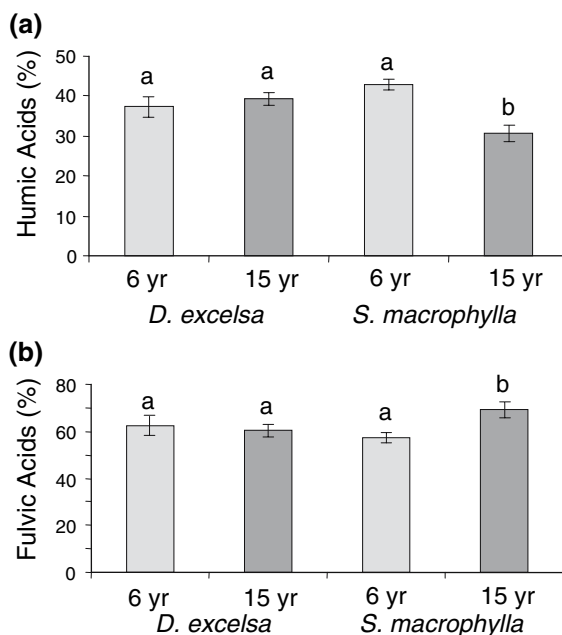 (a)
Humic Acids (%)
50
40
30
20
10
0
a
a
a
b
6 yr 15 yr 6 yr 15 yr
D. excelsa S. macrophylla
(b)
Fulvic Acids (%)
80
60
40
20
0
a
a
a
b
6 yr 15 yr 6 yr 15 yr
D. excelsa S. macrophylla